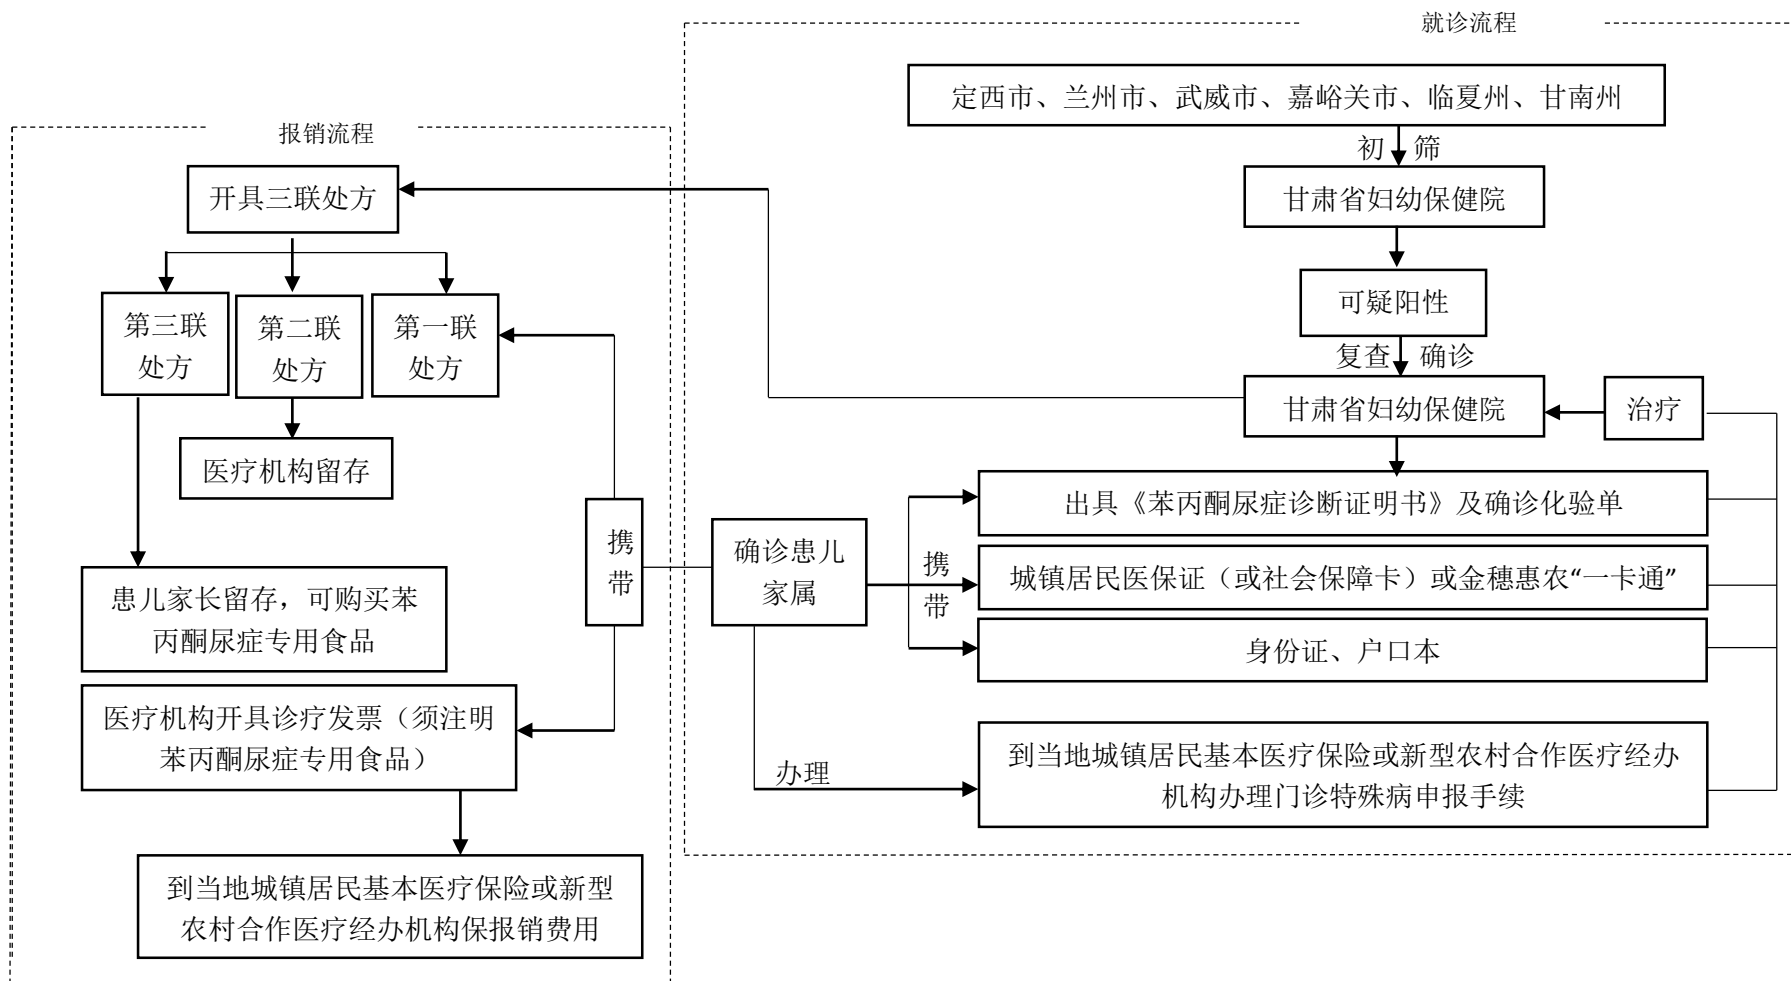 就诊流程
定西市、兰州市、武威市、嘉峪关市、临夏州、甘南州
初 筛
甘肃省妇幼保健院
可疑阳性
复查 确诊
甘肃省妇幼保健院
治疗
出具《苯丙酮尿症诊断证明书》及确诊化验单
确诊患儿
家属
携
带
城镇居民医保证（或社会保障卡）或金穗惠农“一卡通”
身份证、户口本
办理
到当地城镇居民基本医疗保险或新型农村合作医疗经办
机构办理门诊特殊病申报手续
报销流程
开具三联处方
第三联
处方
第二联
处方
第一联
处方
医疗机构留存
携
带
患儿家长留存，可购买苯
丙酮尿症专用食品
医疗机构开具诊疗发票（须注明
苯丙酮尿症专用食品）
到当地城镇居民基本医疗保险或新型
农村合作医疗经办机构保报销费用